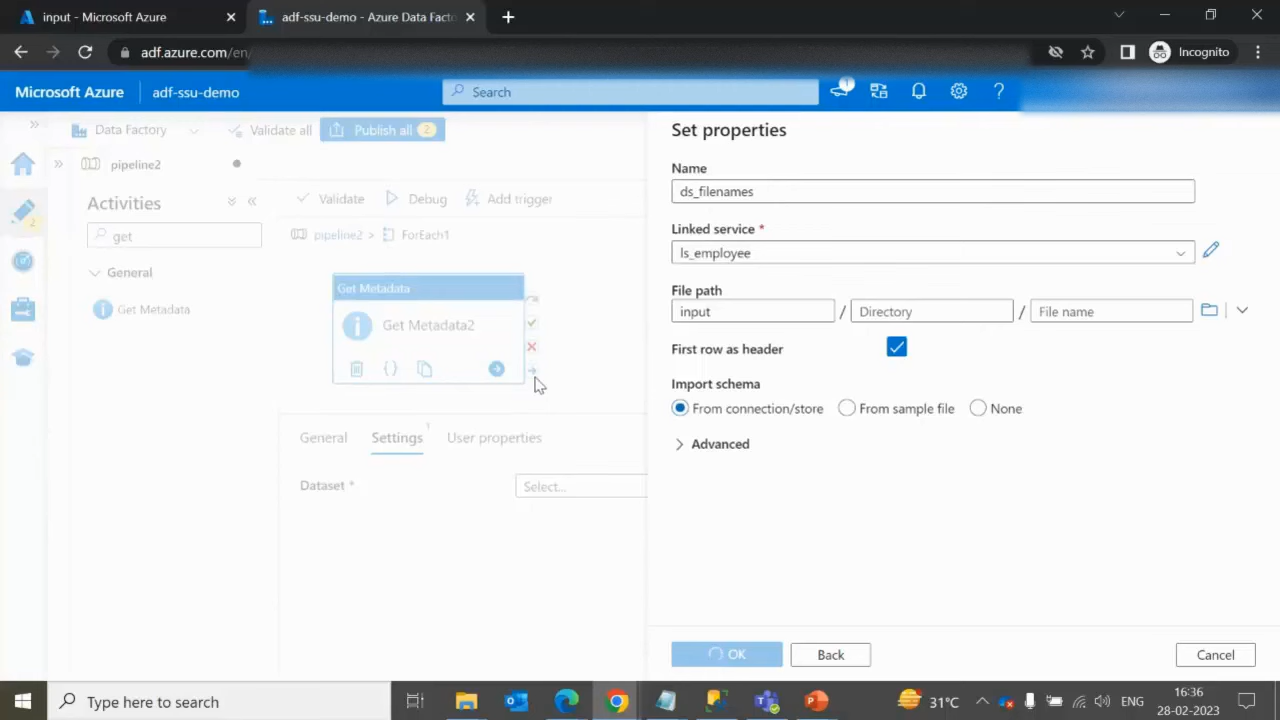 input - Microsoft Azure
adf-ssu-demo - Azure Data Facto
adf.azure.com/en/
Incognito
Microsoft Azure
adf-ssu-demo
Search
1
Data Factory
Validate all
Publish all
2
Set properties
pipeline2
Name
ds_filenames
Activities
Validate
Debug
Add trigger
2
get
pipeline2 >
ForEach1
Linked service *
ls_employee
General
Get Metadata
File path
input / Directory / File name
Get Metadata
Get Metadata2
First row as header
Import schema
From connection/store
From sample file
None
General
Settings
1
User properties
Advanced
Dataset *
Select...
OK
Back
Cancel
Type here to search
31°C
ENG
16:36
28-02-2023